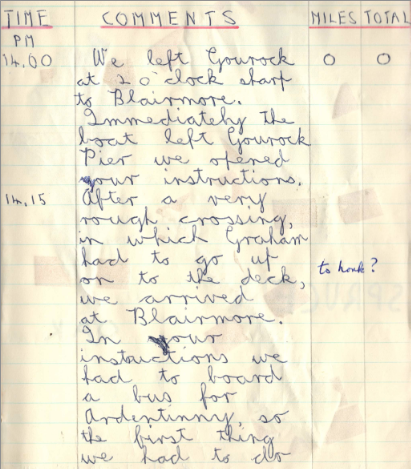 TIME COMMENTS MILES TOTAL
PM
14.00 We left Gourock 0 0
at 2 o'clock sharp
to Blairmore.
Immediately the
boat left Gourock
Pier we opened
your instructions.
14.15 After a very
rough crossing,
in which Graham
had to go up
on to the deck, to honk?
we arrived
at Blairmore.
In your
instructions we
had to board
a bus for
Ardentinny, so
the first thing
we had to do